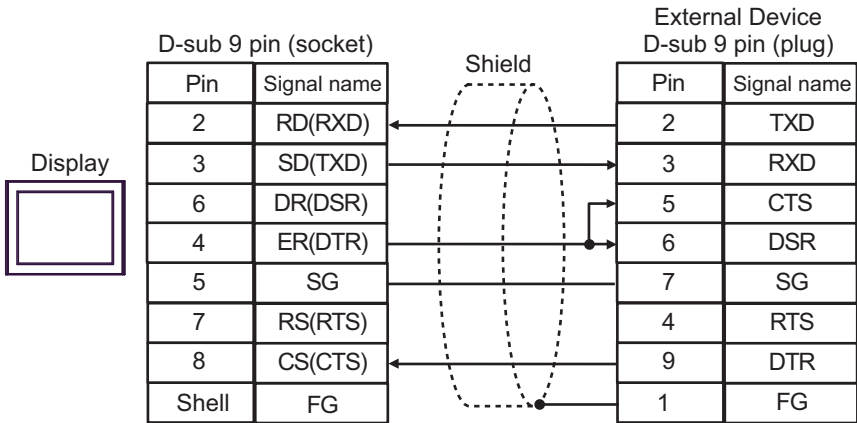 External Device
D-sub 9 pin (socket) D-sub 9 pin (plug)
Shield
Pin Signal name Pin Signal name
2 RD(RXD) 2 TXD
Display 3 SD(TXD) 3 RXD
6 DR(DSR) 5 CTS
4 ER(DTR) 6 DSR
5 SG 7 SG
7 RS(RTS) 4 RTS
8 CS(CTS) 9 DTR
Shell FG 1 FG